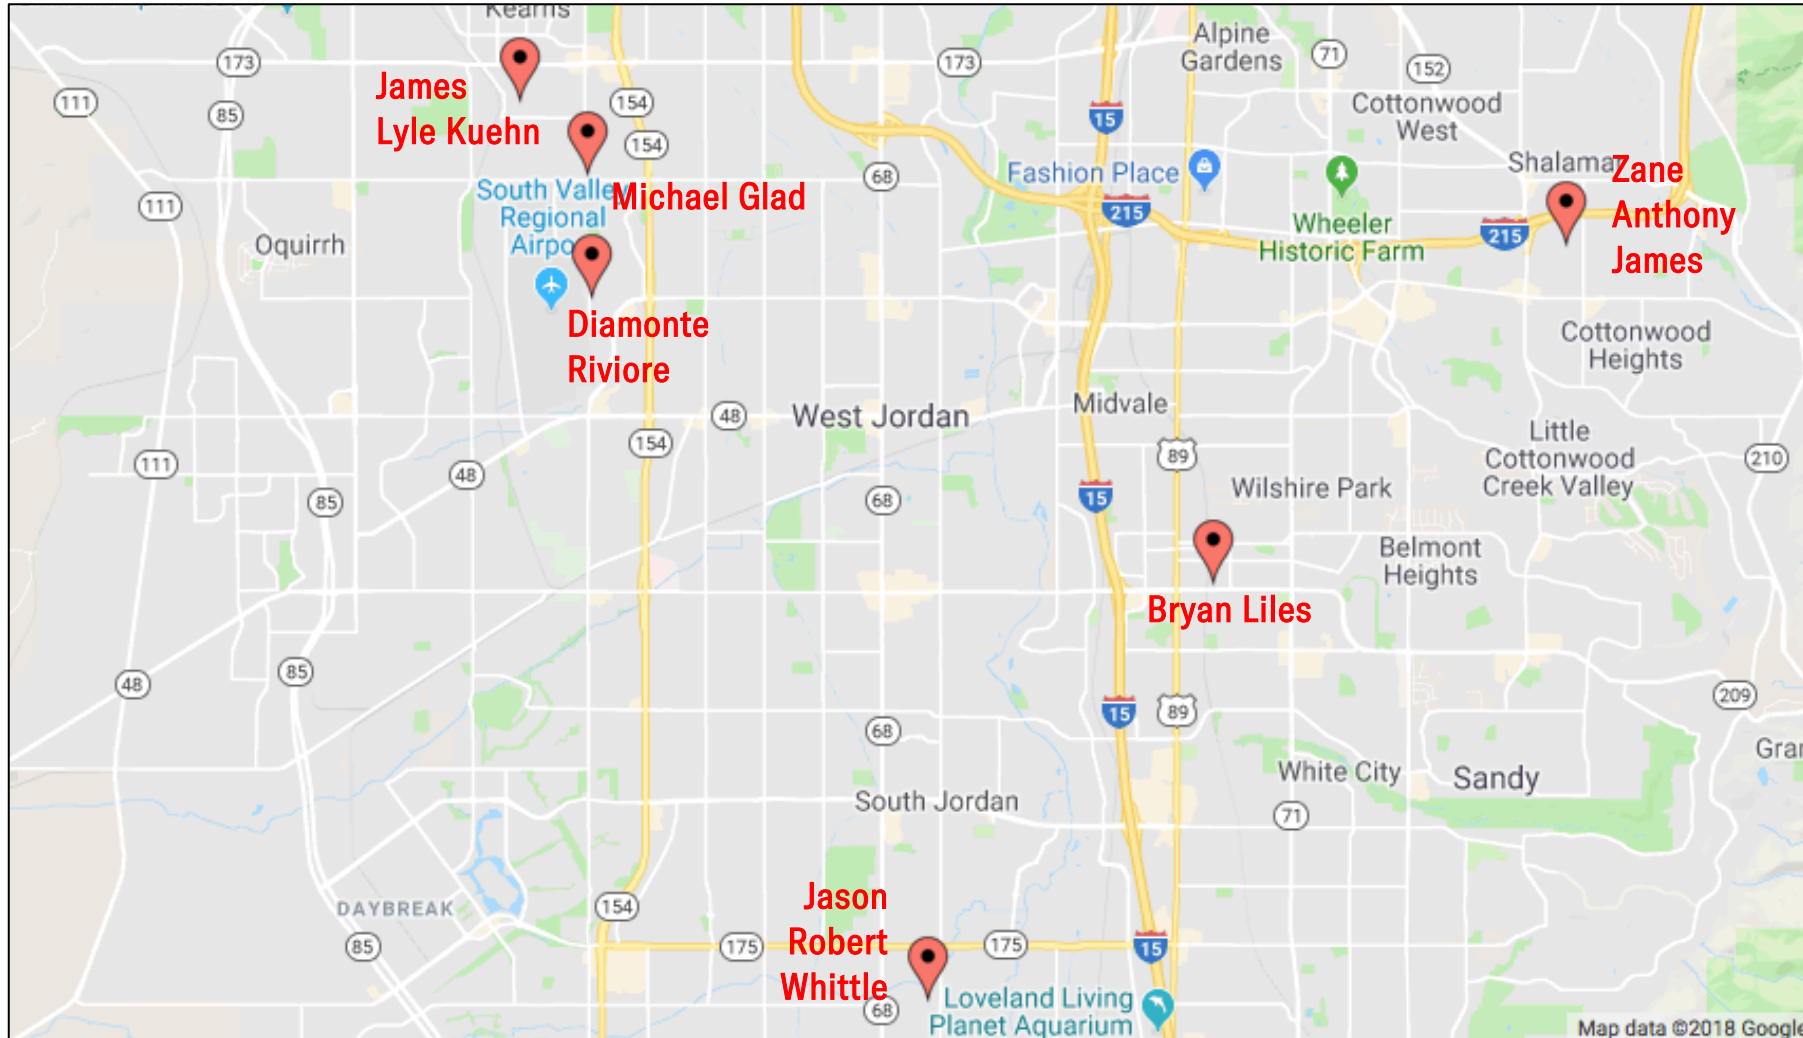 Kearns
173
James
Lyle Kuehn
111
85
154
154
173
15
Alpine
Gardens
71
152
Cottonwood
West
Fashion Place
68
215
Wheeler
Historic Farm
215
Shalamar
Zane
Anthony
James
South Valley
Regional
Airport
Michael Glad
111
Oquirrh
Diamonte
Riviore
Cottonwood
Heights
48
West Jordan
Midvale
154
111
48
85
68
15
89
Wilshire Park
Little
Cottonwood
Creek Valley
210
Belmont
Heights
Bryan Liles
48
85
68
15
89
209
Gran
White City
Sandy
South Jordan
71
DAYBREAK
85
154
175
Jason
Robert
Whittle
175
15
68
Loveland Living
Planet Aquarium
Map data ©2018 Google